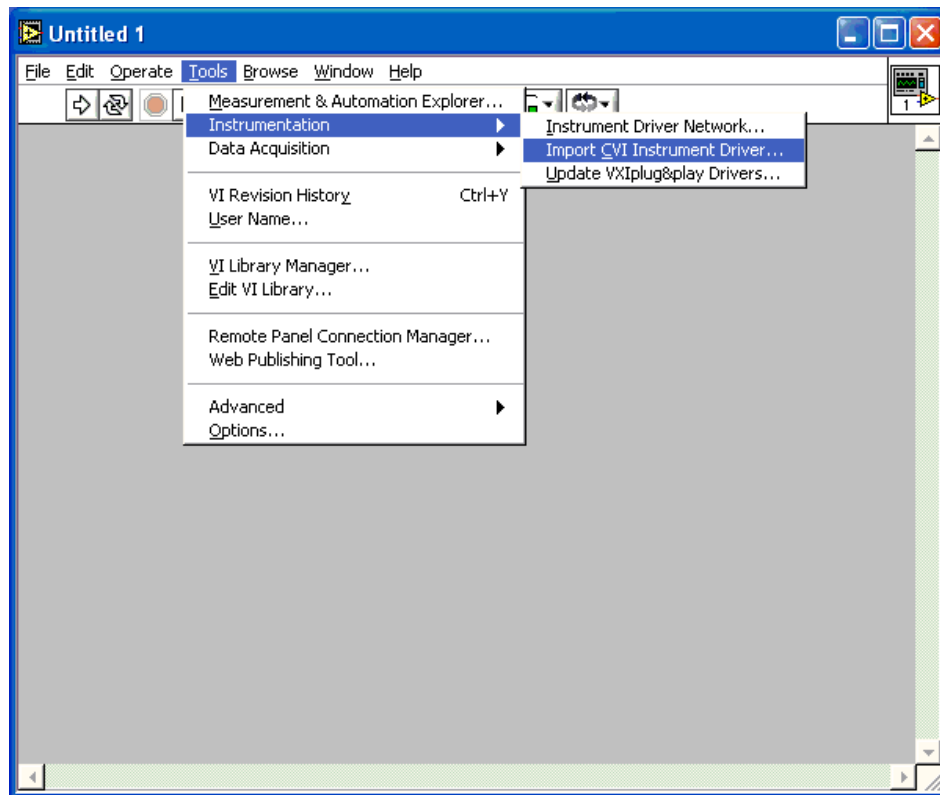 Untitled 1
File Edit Operate Tools Browse Window Help
1
Measurement & Automation Explorer...
Instrumentation
Data Acquisition
VI Revision History Ctrl+Y
User Name...
VI Library Manager...
Edit VI Library...
Remote Panel Connection Manager...
Web Publishing Tool...
Advanced
Options...
Instrument Driver Network...
Import CVI Instrument Driver...
Update VXIplug&play Drivers...